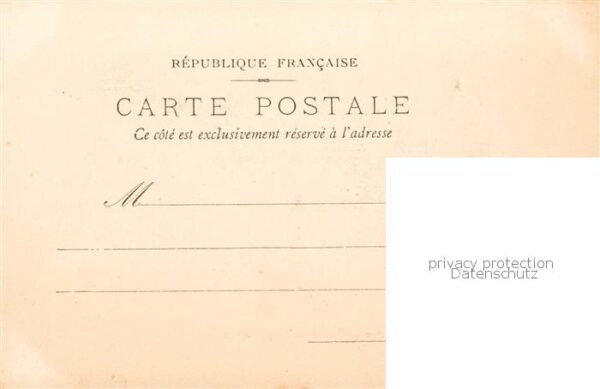 RÉPUBLIQUE FRANÇAISE
CARTE POSTALE
Ce côté est exclusivement réservé à l'adresse
M
privacy protection
Datenschutz